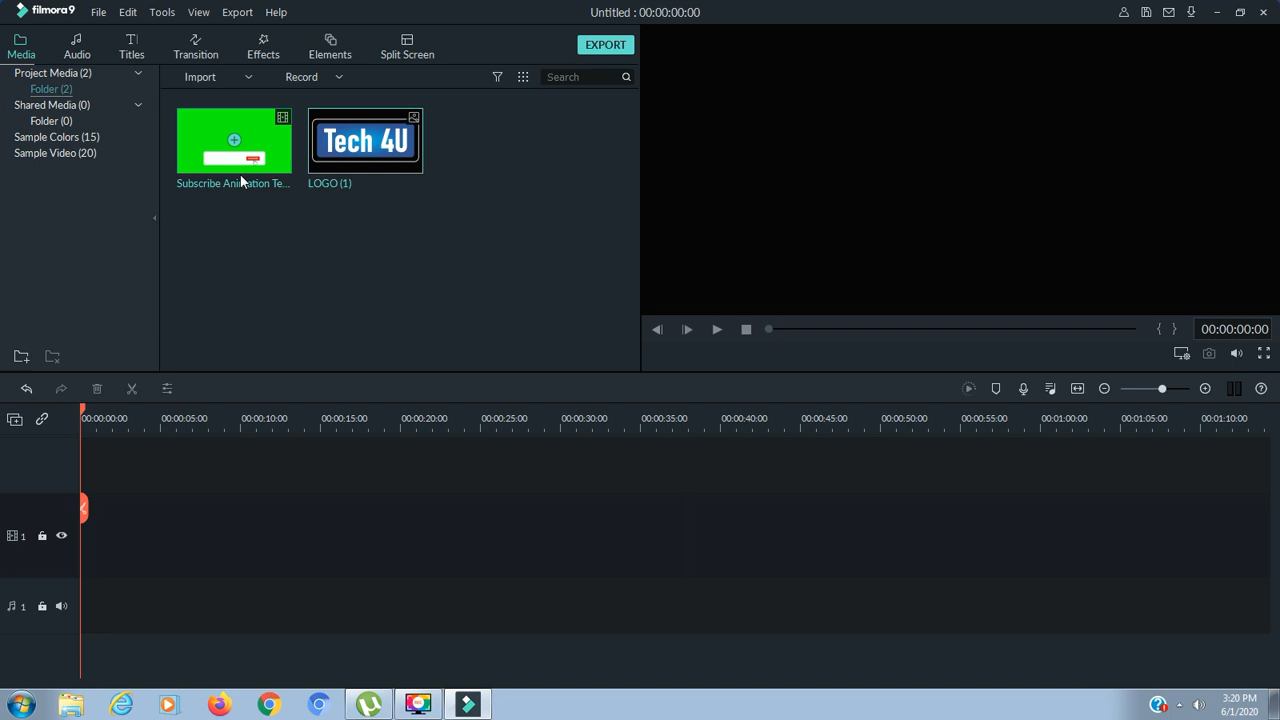 filmora9 File Edit Tools View Export Help Untitled : 00:00:00:00
Media Audio Titles Transition Effects Elements Split Screen EXPORT
Project Media (2)
Folder (2)
Shared Media (0)
Folder (0)
Sample Colors (15)
Sample Video (20)
Import Record Search
Tech 4U
Subscribe Animation Te... LOGO (1)
00:00:00:00
00:00:00:00 00:00:05:00 00:00:10:00 00:00:15:00 00:00:20:00 00:00:25:00 00:00:30:00 00:00:35:00 00:00:40:00 00:00:45:00 00:00:50:00 00:00:55:00 00:01:00:00 00:01:05:00 00:01:10:00
1
1
3:20 PM
6/1/2020